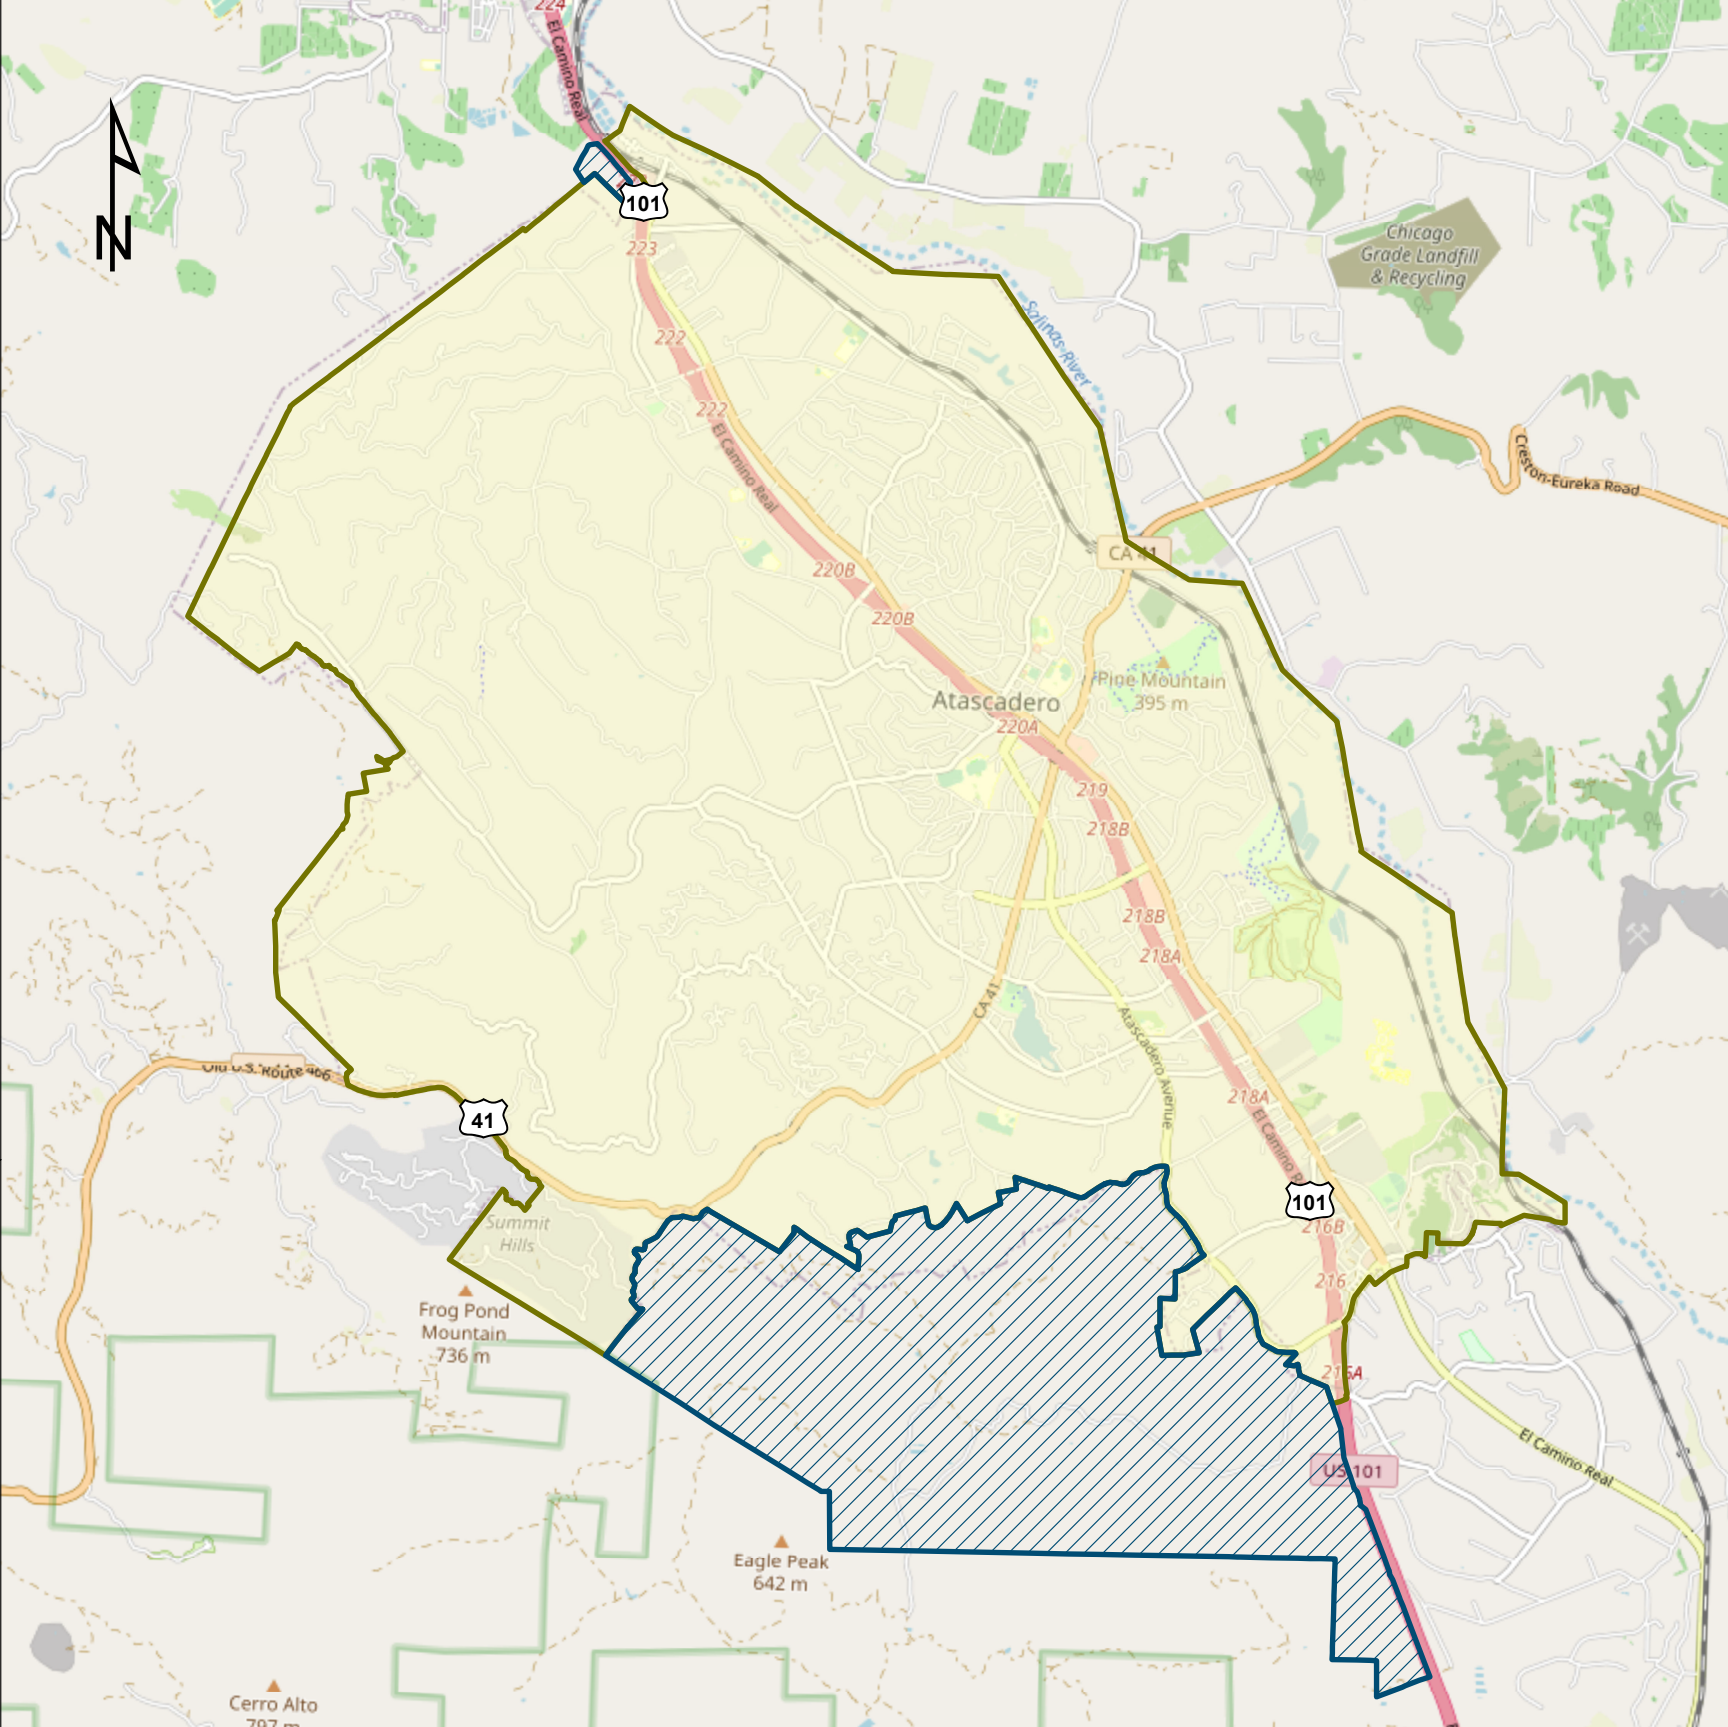 224
El Camino Real
N
101
223
Chicago
Grade Landfill
& Recycling
Salinas River
222
222
El Camino Real
Creston-Eureka Road
CA 41
220B
220B
Pine Mountain
395 m
Atascadero
220A
219
218B
218B
218A
CA 41
Atascadero Avenue
Old U.S. Route 466
218A
41
El Camino R
101
216B
Summit
Hills
216
Frog Pond
Mountain
736 m
216A
US 101
El Camino Real
Eagle Peak
642 m
Cerro Alto
797 m